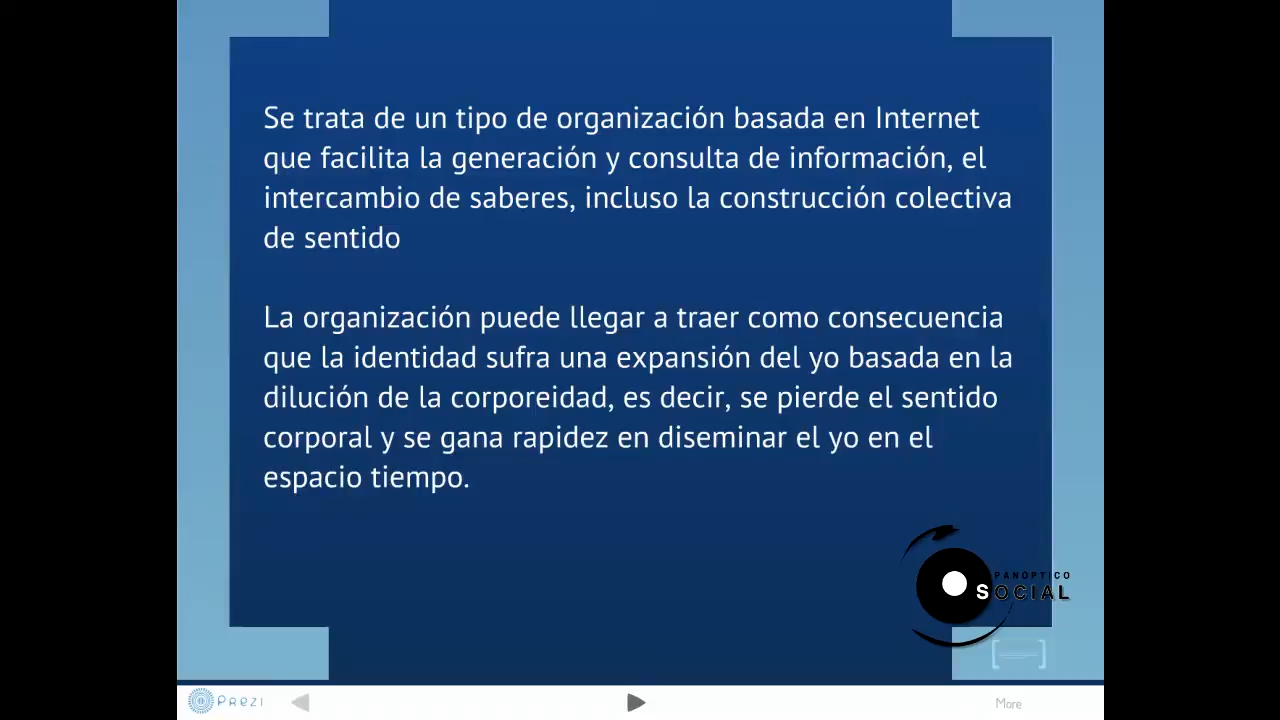 Se trata de un tipo de organización basada en Internet
que facilita la generación y consulta de información, el
intercambio de saberes, incluso la construcción colectiva
de sentido
La organización puede llegar a traer como consecuencia
que la identidad sufra una expansión del yo basada en la
dilución de la corporeidad, es decir, se pierde el sentido
corporal y se gana rapidez en diseminar el yo en el
espacio tiempo.
PANOPTICO
SOCIAL
Prezi
More